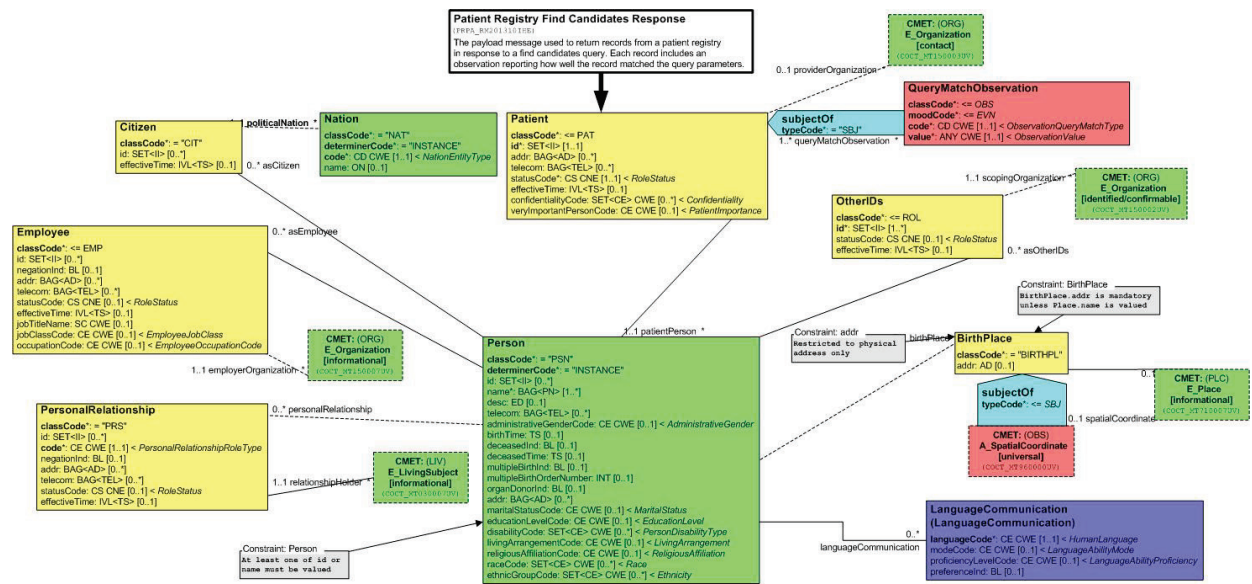 Patient Registry Find Candidates Response
(PRPA_RM201310IHE)
The payload message used to return records from a patient registry
in response to a find candidates query. Each record includes an
observation reporting how well the record matched the query parameters.
CMET: (ORG)
E_Organization
[contact]
(COCT_MT150003UV)
0..1 providerOrganization
QueryMatchObservation
classCode*: <= OBS
moodCode*: <= EVN
code*: CD CWE [1..1] < ObservationQueryMatchType
value*: ANY CWE [1..1] < ObservationValue
subjectOf
typeCode*: = "SBJ"
1..* queryMatchObservation *
Patient
classCode*: <= PAT
id*: SET<II> [1..1]
addr: BAG<AD> [0..*]
telecom: BAG<TEL> [0..*]
statusCode*: CS CNE [1..1] < RoleStatus
effectiveTime: IVL<TS> [0..1]
confidentialityCode: SET<CE> CWE [0..*] < Confidentiality
veryImportantPersonCode: CE CWE [0..1] < PatientImportance
Nation
classCode*: = "NAT"
determinerCode*: = "INSTANCE"
code*: CD CWE [1..1] < NationEntityType
name: ON [0..1]
1..1 politicalNation *
Citizen
classCode*: = "CIT"
id: SET<II> [0..*]
effectiveTime: IVL<TS> [0..1]
0..* asCitizen
1..1 scopingOrganization
CMET: (ORG)
E_Organization
[identified/confirmable]
(COCT_MT150002UV)
OtherIDs
classCode*: <= ROL
id*: SET<II> [1..*]
statusCode: CS CNE [0..1] < RoleStatus
effectiveTime: IVL<TS> [0..1]
0..* asOtherIDs
Employee
classCode*: <= EMP
id: SET<II> [0..*]
negationInd: BL [0..1]
addr: BAG<AD> [0..*]
telecom: BAG<TEL> [0..*]
statusCode: CS CNE [0..1] < RoleStatus
effectiveTime: IVL<TS> [0..1]
jobTitleName: SC CWE [0..1]
jobClassCode: CE CWE [0..1] < EmployeeJobClass
occupationCode: CE CWE [0..1] < EmployeeOccupationCode
0..* asEmployee
CMET: (ORG)
E_Organization
[informational]
(COCT_MT150007UV)
1..1 employerOrganization *
Constraint: BirthPlace
BirthPlace.addr is mandatory
unless Place.name is valued
Constraint: addr
Restricted to physical
address only
birthPlace
BirthPlace
classCode*: = "BIRTHPL"
addr: AD [0..1]
0..1
subjectOf
typeCode*: <= SBJ
0..1 spatialCoordinate
CMET: (PLC)
E_Place
[informational]
(COCT_MT710007UV)
CMET: (OBS)
A_SpatialCoordinate
[universal]
(COCT_MT960000UV)
1..1 patientPerson *
Person
classCode*: = "PSN"
determinerCode*: = "INSTANCE"
id: SET<II> [0..*]
name*: BAG<PN> [1..*]
desc: ED [0..1]
telecom: BAG<TEL> [0..*]
administrativeGenderCode: CE CWE [0..1] < AdministrativeGender
birthTime: TS [0..1]
deceasedInd: BL [0..1]
deceasedTime: TS [0..1]
multipleBirthInd: BL [0..1]
multipleBirthOrderNumber: INT [0..1]
organDonorInd: BL [0..1]
addr: BAG<AD> [0..*]
maritalStatusCode: CE CWE [0..1] < MaritalStatus
educationLevelCode: CE CWE [0..1] < EducationLevel
disabilityCode: SET<CE> CWE [0..*] < PersonDisabilityType
livingArrangementCode: CE CWE [0..1] < LivingArrangement
religiousAffiliationCode: CE CWE [0..1] < ReligiousAffiliation
raceCode: SET<CE> CWE [0..*] < Race
ethnicGroupCode: SET<CE> CWE [0..*] < Ethnicity
PersonalRelationship
classCode*: = "PRS"
id: SET<II> [0..*]
code*: CE CWE [1..1] < PersonalRelationshipRoleType
negationInd: BL [0..1]
addr: BAG<AD> [0..*]
telecom: BAG<TEL> [0..*]
statusCode: CS CNE [0..1] < RoleStatus
effectiveTime: IVL<TS> [0..1]
0..* personalRelationship
CMET: (LIV)
E_LivingSubject
[informational]
(COCT_MT030007UV)
1..1 relationshipHolder *
Constraint: Person
At least one of id or
name must be valued
0..*
languageCommunication
LanguageCommunication
(LanguageCommunication)
languageCode*: CE CWE [1..1] < HumanLanguage
modeCode: CE CWE [0..1] < LanguageAbilityMode
proficiencyLevelCode: CE CWE [0..1] < LanguageAbilityProficiency
preferenceInd: BL [0..1]